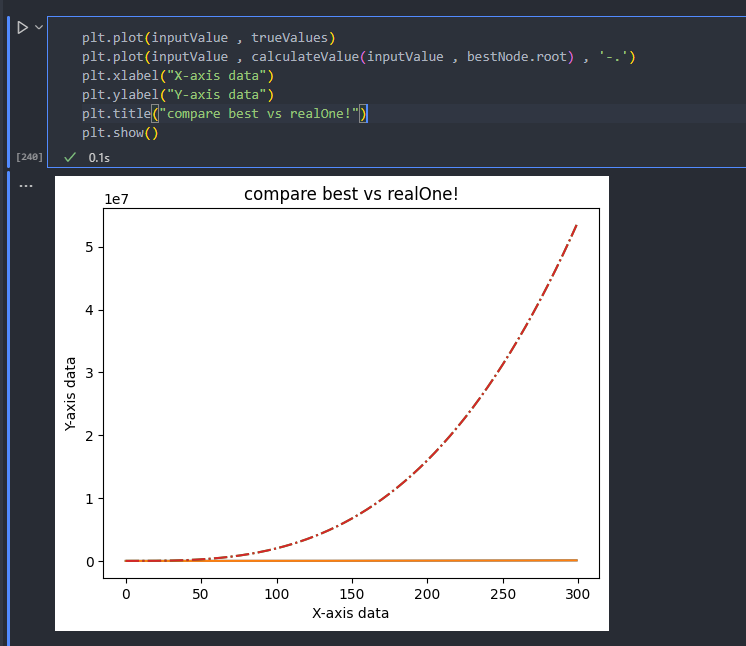 plt.plot(inputValue , trueValues)
plt.plot(inputValue , calculateValue(inputValue , bestNode.root) , '-.')
plt.xlabel("X-axis data")
plt.ylabel("Y-axis data")
plt.title("compare best vs realOne!")
plt.show()
[240]
0.1s
...
compare best vs realOne!
1e7
5
4
3
2
1
0
Y-axis data
0 50 100 150 200 250 300
X-axis data